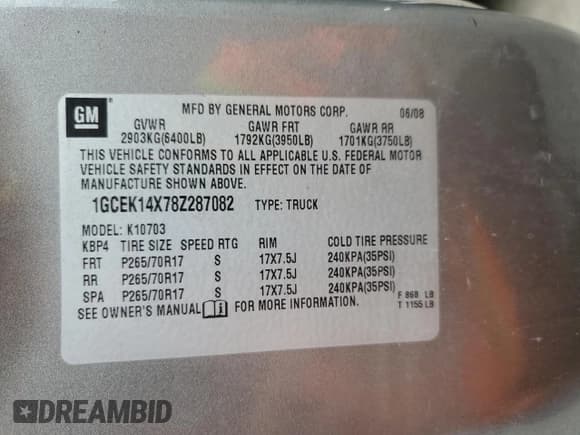 GM
MFD BY GENERAL MOTORS CORP. 06/08
GVWR GAWR FRT GAWR RR
2903KG(6400LB) 1792KG(3950LB) 1701KG(3750LB)
THIS VEHICLE CONFORMS TO ALL APPLICABLE U.S. FEDERAL MOTOR
VEHICLE SAFETY STANDARDS IN EFFECT ON THE DATE OF
MANUFACTURE SHOWN ABOVE.
1GCEK14X78Z287082 TYPE: TRUCK
MODEL: K10703
KBP4 TIRE SIZE SPEED RTG RIM COLD TIRE PRESSURE
FRT P265/70R17 S 17X7.5J 240KPA(35PSI)
RR P265/70R17 S 17X7.5J 240KPA(35PSI)
SPA P265/70R17 S 17X7.5J 240KPA(35PSI)
SEE OWNER'S MANUAL FOR MORE INFORMATION.
F 868 LB
T 1155 LB
DREAMBID